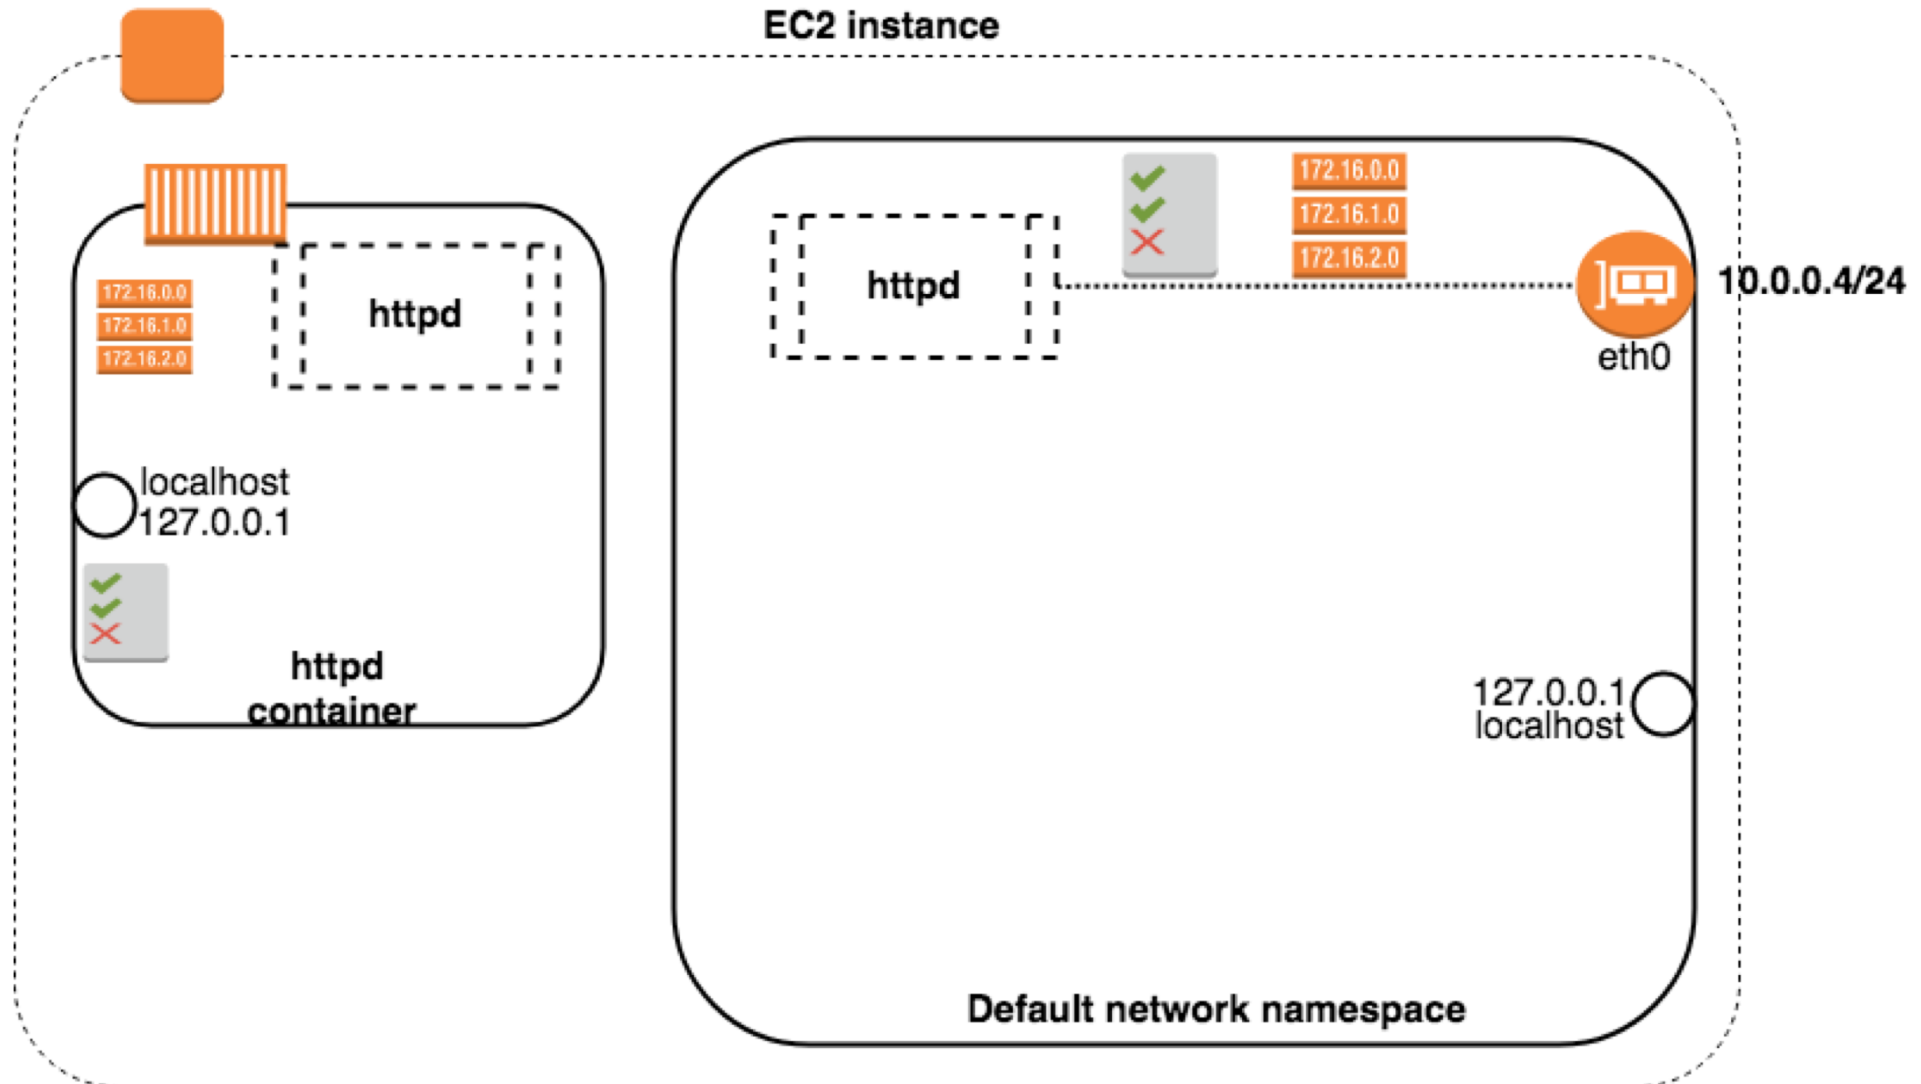 EC2 instance
172.16.0.0
172.16.1.0
172.16.2.0
httpd
localhost
127.0.0.1
httpd
container
httpd
172.16.0.0
172.16.1.0
172.16.2.0
10.0.0.4/24
eth0
127.0.0.1
localhost
Default network namespace